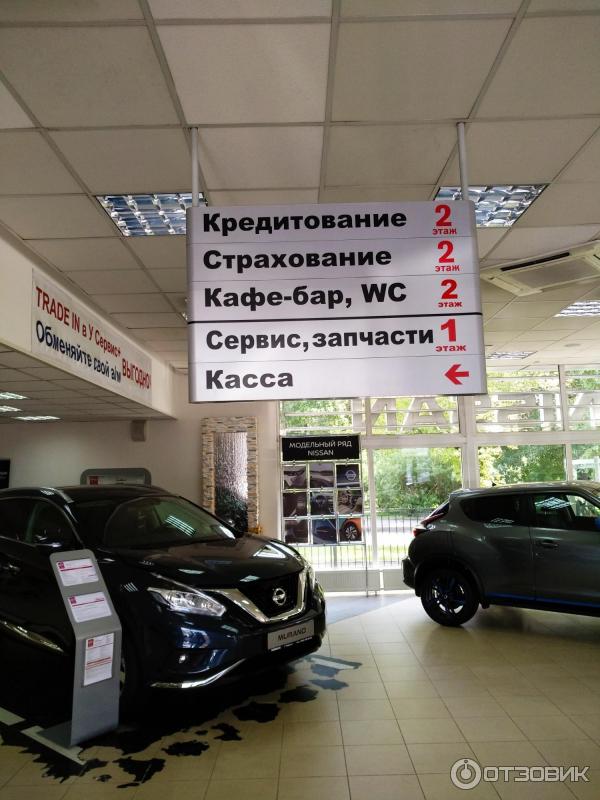 Кредитование 2 этаж
Страхование 2 этаж
Кафе-бар, WC 2 этаж
Сервис, запчасти 1 этаж
Касса
TRADE IN в У Сервис+
Обменяйте свой а/м ВЫГОДНО!
МОДЕЛЬНЫЙ РЯД
NISSAN
NISSAN
MURANO
ОТЗОВИК